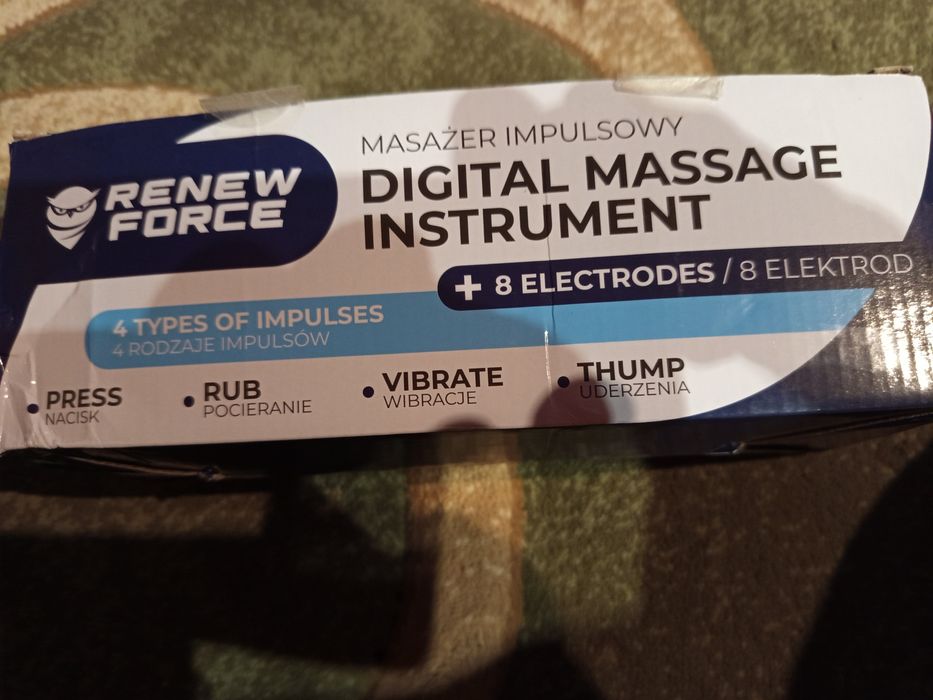 RENEW
FORCE
MASAŻER IMPULSOWY
DIGITAL MASSAGE
INSTRUMENT
+ 8 ELECTRODES / 8 ELEKTROD
4 TYPES OF IMPULSES
4 RODZAJE IMPULSÓW
• PRESS
NACISK
• RUB
POCIERANIE
• VIBRATE
WIBRACJE
• THUMP
UDERZENIA